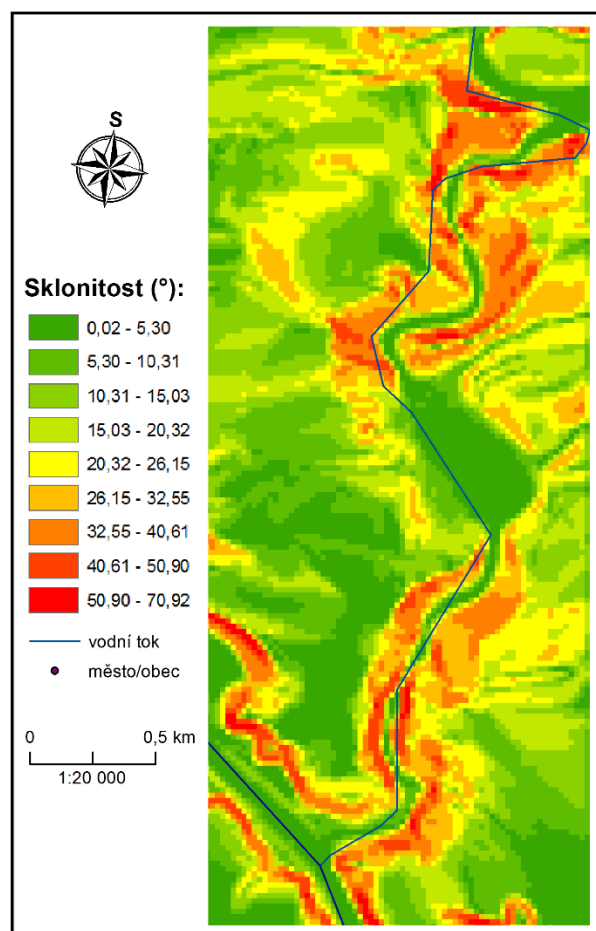 S
Sklonitost (°):
0,02 - 5,30
5,30 - 10,31
10,31 - 15,03
15,03 - 20,32
20,32 - 26,15
26,15 - 32,55
32,55 - 40,61
40,61 - 50,90
50,90 - 70,92
vodní tok
město/obec
0 0,5 km
1:20 000